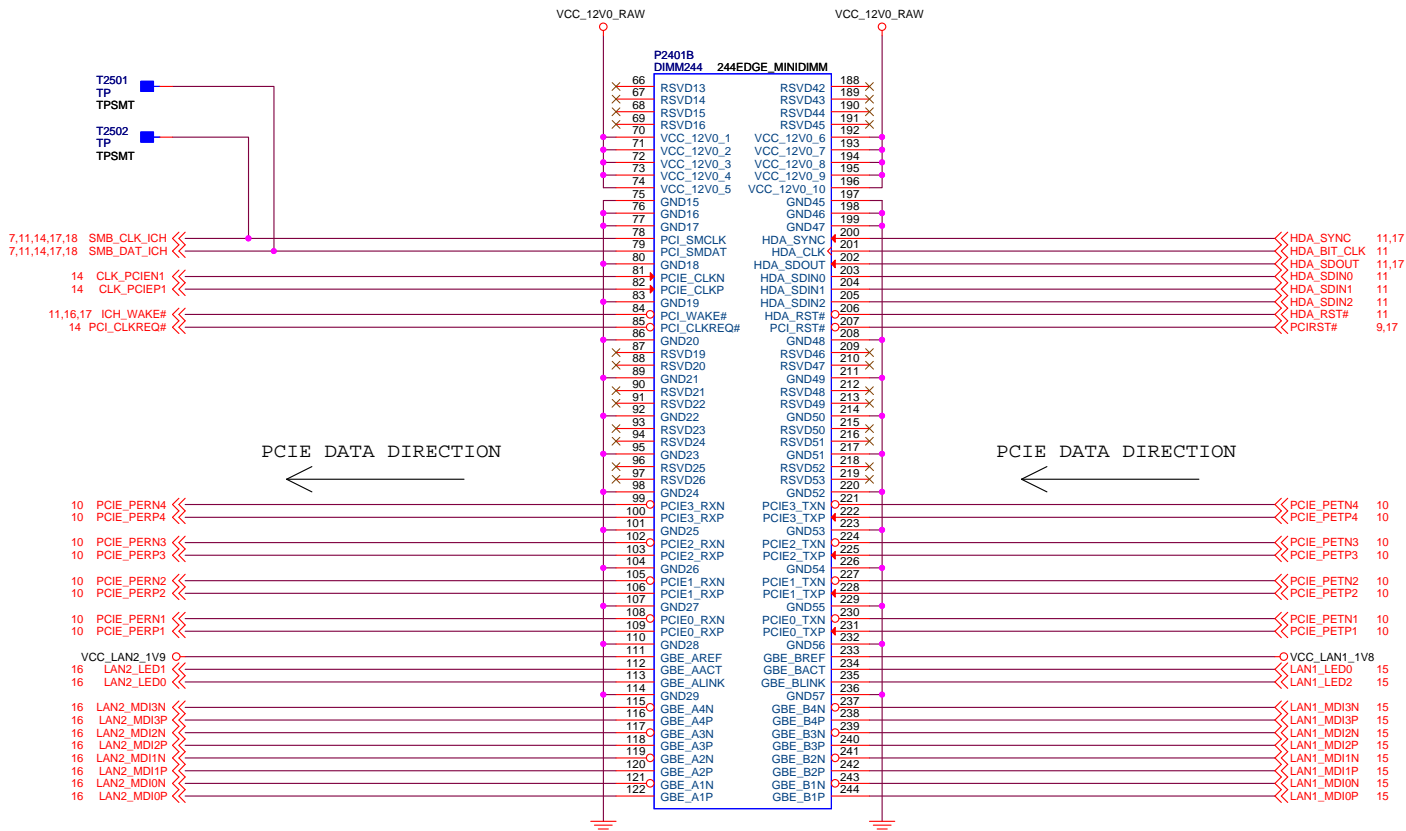 VCC_12V0_RAW VCC_12V0_RAW
P2401B
DIMM244 244EDGE_MINIDIMM
T2501
TP
TPSMT
T2502
TP
TPSMT
66 RSVD13 RSVD42 188
67 RSVD14 RSVD43 189
68 RSVD15 RSVD44 190
69 RSVD16 RSVD45 191
70 VCC_12V0_1 VCC_12V0_6 192
71 VCC_12V0_2 VCC_12V0_7 193
72 VCC_12V0_3 VCC_12V0_8 194
73 VCC_12V0_4 VCC_12V0_9 195
74 VCC_12V0_5 VCC_12V0_10 196
75 GND15 GND45 197
76 GND16 GND46 198
77 GND17 GND47 199
7,11,14,17,18 SMB_CLK_ICH 78 PCI_SMCLK HDA_SYNC 200 HDA_SYNC 11,17
7,11,14,17,18 SMB_DAT_ICH 79 PCI_SMDAT HDA_CLK 201 HDA_BIT_CLK 11
80 GND18 HDA_SDOUT 202 HDA_SDOUT 11,17
14 CLK_PCIEN1 81 PCIE_CLKN HDA_SDIN0 203 HDA_SDIN0 11
14 CLK_PCIEP1 82 PCIE_CLKP HDA_SDIN1 204 HDA_SDIN1 11
83 GND19 HDA_SDIN2 205 HDA_SDIN2 11
11,16,17 ICH_WAKE# 84 PCI_WAKE# HDA_RST# 206 HDA_RST# 11
14 PCI_CLKREQ# 85 PCI_CLKREQ# PCI_RST# 207 PCIRST# 9,17
86 GND20 GND48 208
87 RSVD19 RSVD46 209
88 RSVD20 RSVD47 210
89 GND21 GND49 211
90 RSVD21 RSVD48 212
91 RSVD22 RSVD49 213
92 GND22 GND50 214
93 RSVD23 RSVD50 215
94 RSVD24 RSVD51 216
PCIE DATA DIRECTION PCIE DATA DIRECTION
95 GND23 GND51 217
96 RSVD25 RSVD52 218
97 RSVD26 RSVD53 219
98 GND24 GND52 220
10 PCIE_PERN4 99 PCIE3_RXN PCIE3_TXN 221 PCIE_PETN4 10
10 PCIE_PERP4 100 PCIE3_RXP PCIE3_TXP 222 PCIE_PETP4 10
101 GND25 GND53 223
10 PCIE_PERN3 102 PCIE2_RXN PCIE2_TXN 224 PCIE_PETN3 10
10 PCIE_PERP3 103 PCIE2_RXP PCIE2_TXP 225 PCIE_PETP3 10
104 GND26 GND54 226
10 PCIE_PERN2 105 PCIE1_RXN PCIE1_TXN 227 PCIE_PETN2 10
10 PCIE_PERP2 106 PCIE1_RXP PCIE1_TXP 228 PCIE_PETP2 10
107 GND27 GND55 229
10 PCIE_PERN1 108 PCIE0_RXN PCIE0_TXN 230 PCIE_PETN1 10
10 PCIE_PERP1 109 PCIE0_RXP PCIE0_TXP 231 PCIE_PETP1 10
110 GND28 GND56 232
VCC_LAN2_1V9 111 GBE_AREF GBE_BREF 233 VCC_LAN1_1V8
16 LAN2_LED1 112 GBE_AACT GBE_BACT 234 LAN1_LED0 15
16 LAN2_LED0 113 GBE_ALINK GBE_BLINK 235 LAN1_LED2 15
114 GND29 GND57 236
16 LAN2_MDI3N 115 GBE_A4N GBE_B4N 237 LAN1_MDI3N 15
16 LAN2_MDI3P 116 GBE_A4P GBE_B4P 238 LAN1_MDI3P 15
16 LAN2_MDI2N 117 GBE_A3N GBE_B3N 239 LAN1_MDI2N 15
16 LAN2_MDI2P 118 GBE_A3P GBE_B3P 240 LAN1_MDI2P 15
16 LAN2_MDI1N 119 GBE_A2N GBE_B2N 241 LAN1_MDI1N 15
16 LAN2_MDI1P 120 GBE_A2P GBE_B2P 242 LAN1_MDI1P 15
16 LAN2_MDI0N 121 GBE_A1N GBE_B1N 243 LAN1_MDI0N 15
16 LAN2_MDI0P 122 GBE_A1P GBE_B1P 244 LAN1_MDI0P 15